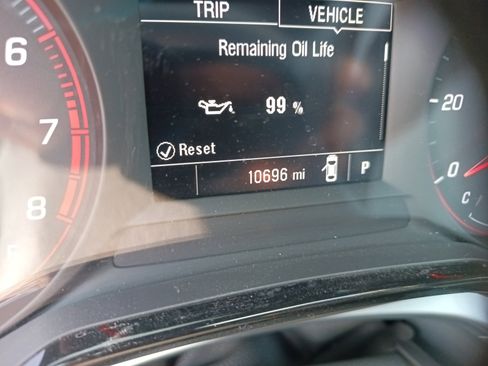 TRIP
VEHICLE
Remaining Oil Life
99 %
Reset
10696 mi
P
6
7
8
20
0
C